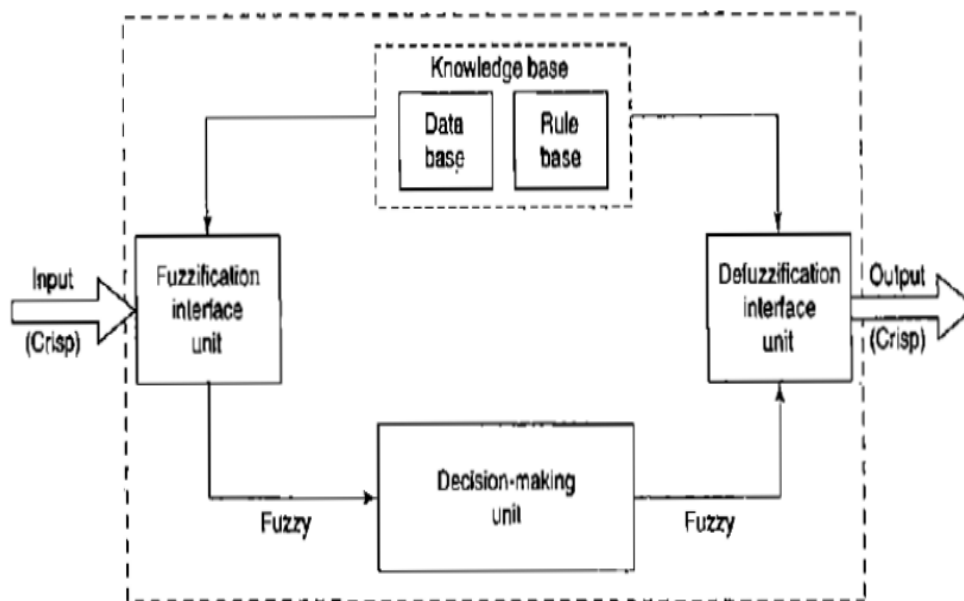 Knowledge base
Data
base
Rule
base
Input
(Crisp)
Fuzzification
interface
unit
Defuzzification
interface
unit
Output
(Crisp)
Decision-making
unit
Fuzzy
Fuzzy